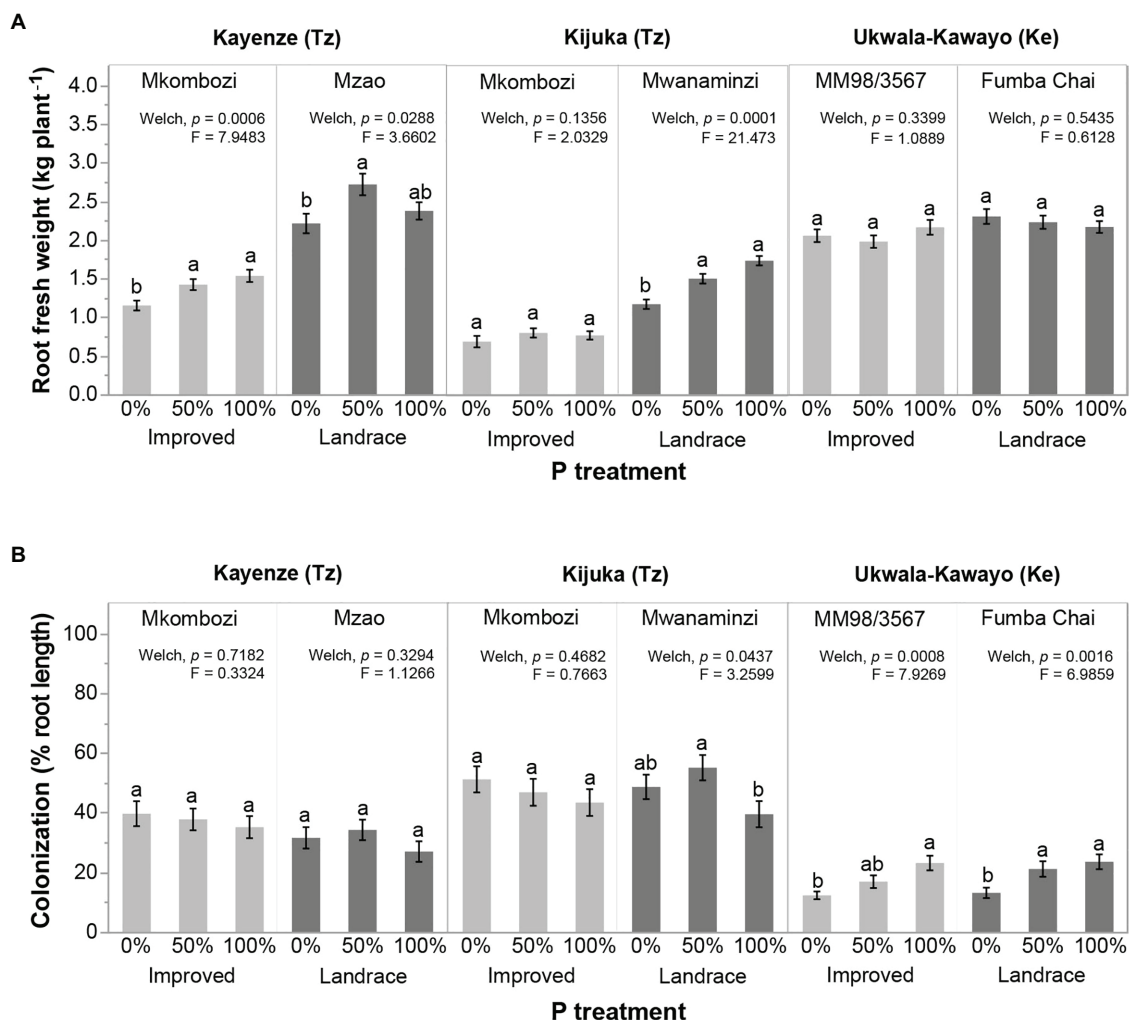 A
Kayenze (Tz) Kijuka (Tz) Ukwala-Kawayo (Ke)
Mkombozi Mzao Mkombozi Mwanaminzi MM98/3567 Fumba Chai
Welch, p = 0.0006 Welch, p = 0.0288 Welch, p = 0.1356 Welch, p = 0.0001 Welch, p = 0.3399 Welch, p = 0.5435
F = 7.9483 F = 3.6602 F = 2.0329 F = 21.473 F = 1.0889 F = 0.6128
Root fresh weight (kg plant⁻¹)
4.0
3.5
3.0
2.5
2.0
1.5
1.0
0.5
0.0
b a a b a ab a a a b a a a a a a a a
0% 50% 100% 0% 50% 100% 0% 50% 100% 0% 50% 100% 0% 50% 100% 0% 50% 100%
Improved Landrace Improved Landrace Improved Landrace
P treatment
B
Kayenze (Tz) Kijuka (Tz) Ukwala-Kawayo (Ke)
Mkombozi Mzao Mkombozi Mwanaminzi MM98/3567 Fumba Chai
Welch, p = 0.7182 Welch, p = 0.3294 Welch, p = 0.4682 Welch, p = 0.0437 Welch, p = 0.0008 Welch, p = 0.0016
F = 0.3324 F = 1.1266 F = 0.7663 F = 3.2599 F = 7.9269 F = 6.9859
Colonization (% root length)
100
80
60
40
20
0
a a a a a a a a a ab a b b ab a b a a
0% 50% 100% 0% 50% 100% 0% 50% 100% 0% 50% 100% 0% 50% 100% 0% 50% 100%
Improved Landrace Improved Landrace Improved Landrace
P treatment